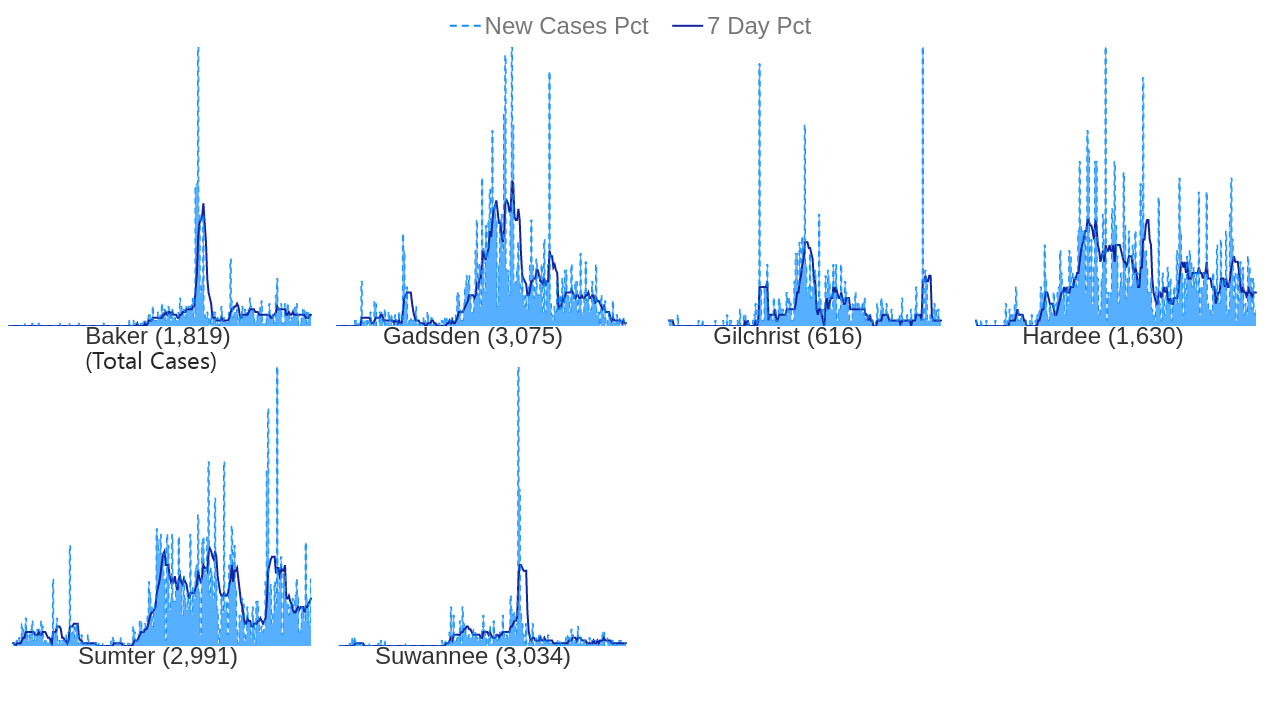 New Cases Pct 7 Day Pct
Baker (1,819) Gadsden (3,075) Gilchrist (616) Hardee (1,630)
(Total Cases)
Sumter (2,991) Suwannee (3,034)